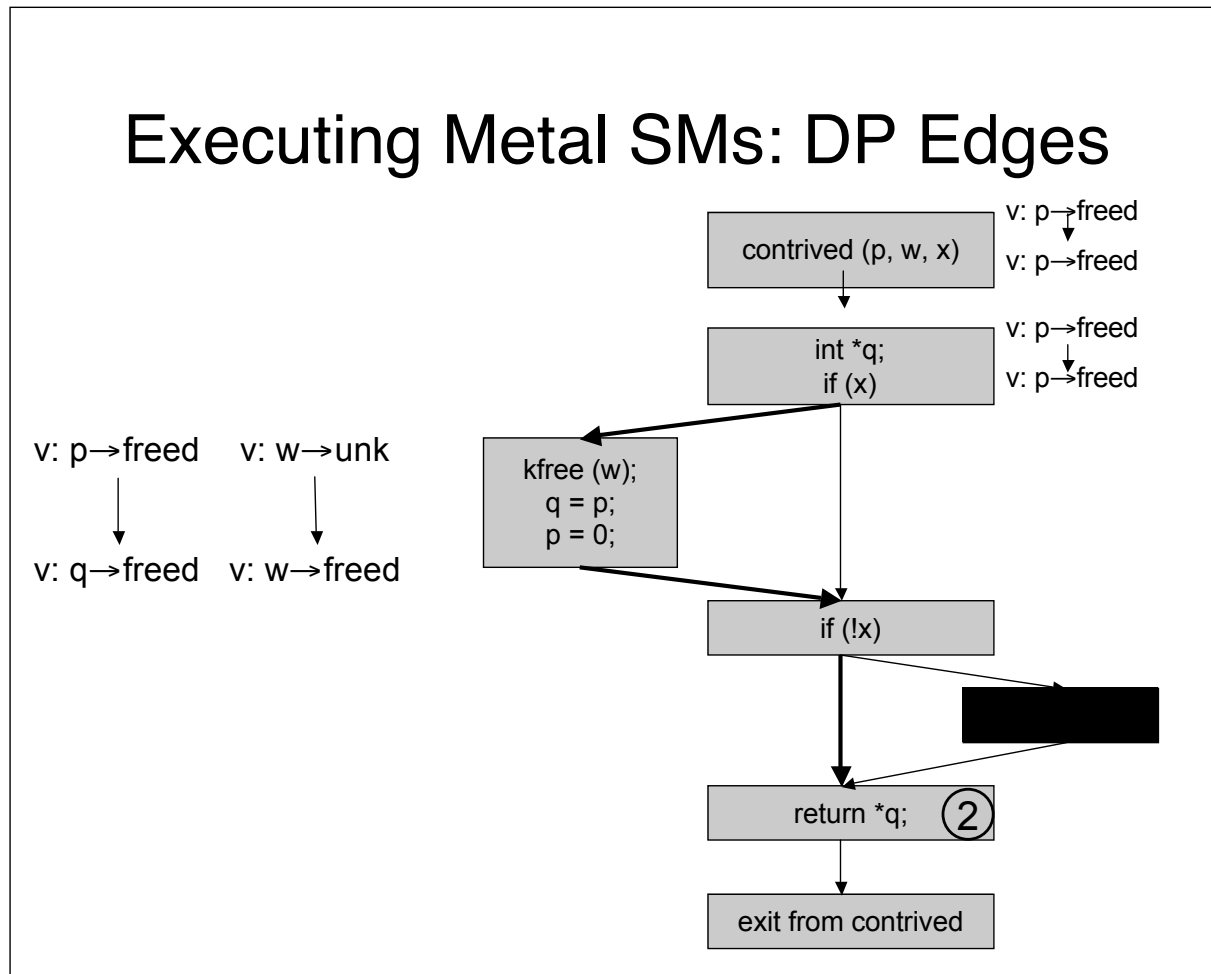 Executing Metal SMs: DP Edges
v: p→freed
contrived (p, w, x)
v: p→freed
v: p→freed
int *q;
if (x)
v: p→freed
v: p→freed v: w→unk
kfree (w);
q = p;
p = 0;
v: q→freed v: w→freed
if (!x)
return *q; 2
exit from contrived